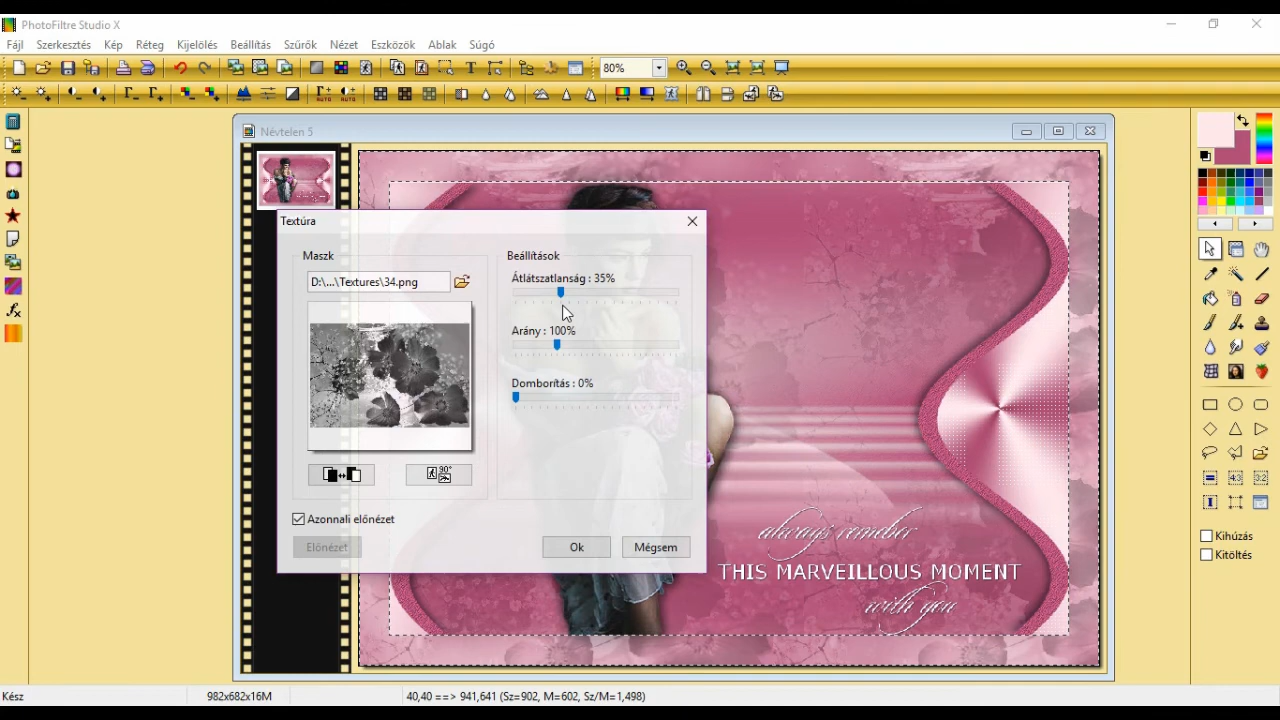 PhotoFiltre Studio X
Fájl Szerkesztés Kép Réteg Kijelölés Beállítás Szűrők Nézet Eszközök Ablak Súgó
80%
Névtelen 5
Textúra
Maszk
D:\...\Textures\34.png
Beállítások
Átlátszatlanság : 35%
Arány : 100%
Domborítás : 0%
Azonnali előnézet
Előnézet
Ok
Mégsem
always remeber
THIS MARVEILLOUS MOMENT
with you
Kihúzás
Kitöltés
Kész
982x682x16M
40,40 ==> 941,641 (Sz=902, M=602, Sz/M=1,498)